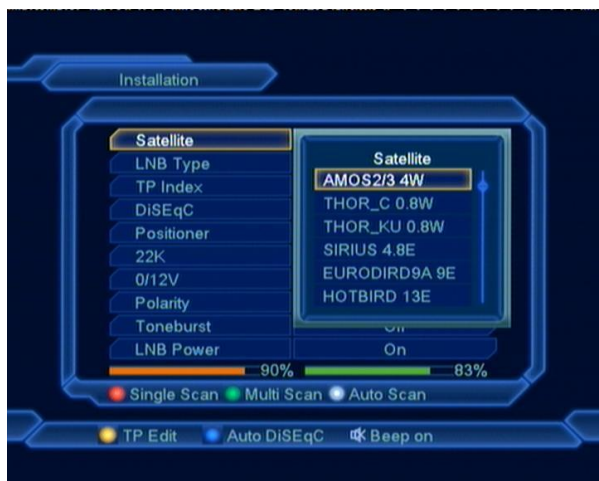 Installation
Satellite
LNB Type
TP Index
DiSEqC
Positioner
22K
0/12V
Polarity
Toneburst
LNB Power
On
Satellite
AMOS2/3 4W
THOR_C 0.8W
THOR_KU 0.8W
SIRIUS 4.8E
EURODIRD9A 9E
HOTBIRD 13E
90%
83%
Single Scan Multi Scan Auto Scan
TP Edit Auto DiSEqC Beep on